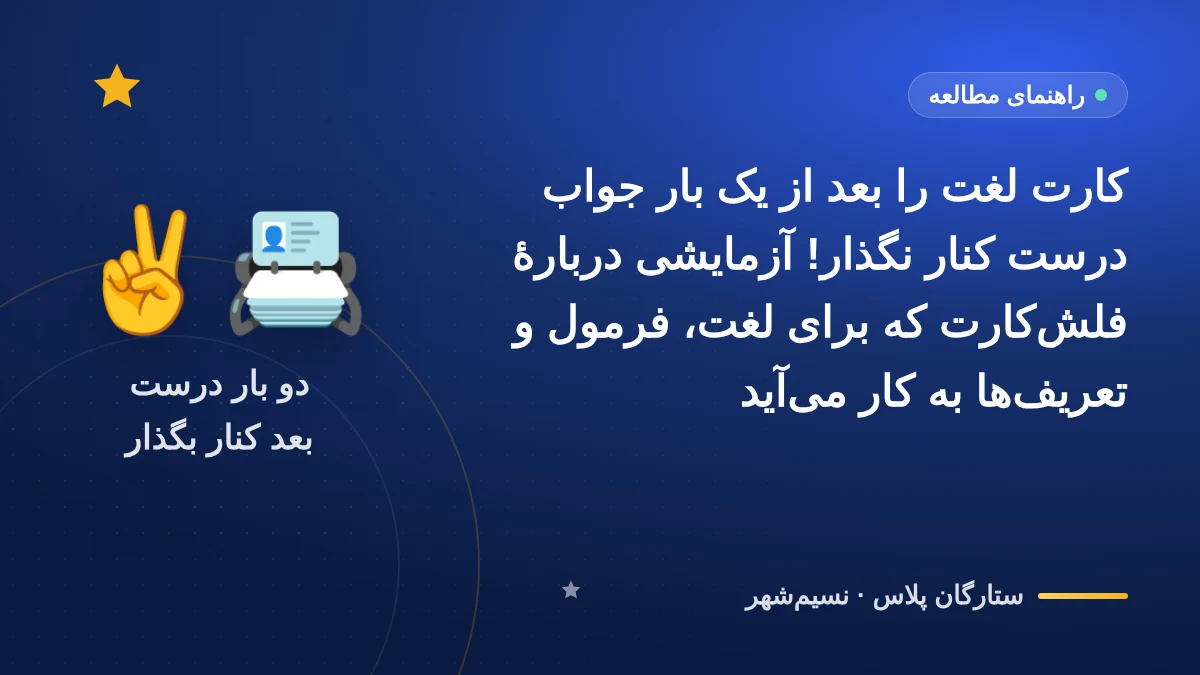 راهنمای مطالعه
کارت لغت را بعد از یک بار جواب
درست کنار نگذار! آزمایشی دربارهٔ
فلش‌کارت که برای لغت، فرمول و
تعریف‌ها به کار می‌آید
دو بار درست
بعد کنار بگذار
ستارگان پلاس · نسیم‌شهر